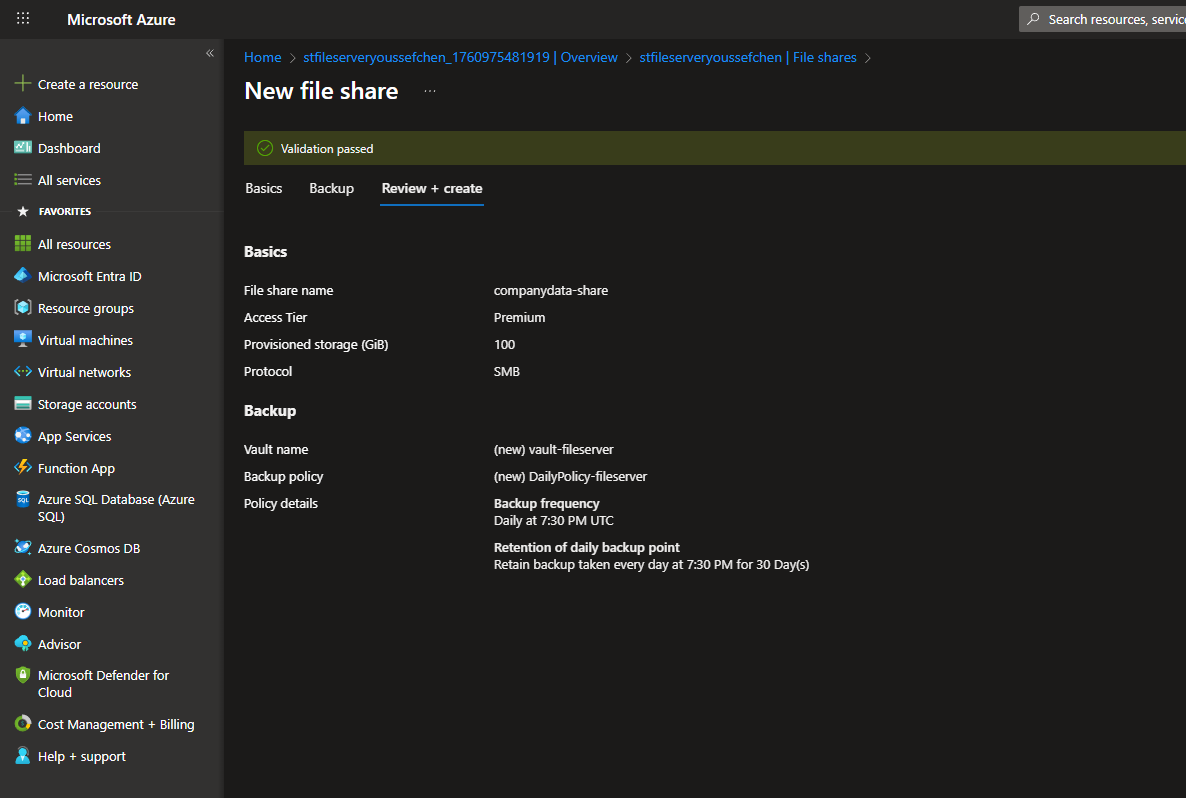 Microsoft Azure
Search resources, service
«
Home > stfileserveryoussefchen_1760975481919 | Overview > stfileserveryoussefchen | File shares >
New file share ...
Validation passed
Basics Backup Review + create
Create a resource
Home
Dashboard
All services
FAVORITES
All resources
Microsoft Entra ID
Resource groups
Virtual machines
Virtual networks
Storage accounts
App Services
Function App
Azure SQL Database (Azure
SQL)
Azure Cosmos DB
Load balancers
Monitor
Advisor
Microsoft Defender for
Cloud
Cost Management + Billing
Help + support
Basics
File share name companydata-share
Access Tier Premium
Provisioned storage (GiB) 100
Protocol SMB
Backup
Vault name (new) vault-fileserver
Backup policy (new) DailyPolicy-fileserver
Policy details Backup frequency
Daily at 7:30 PM UTC
Retention of daily backup point
Retain backup taken every day at 7:30 PM for 30 Day(s)